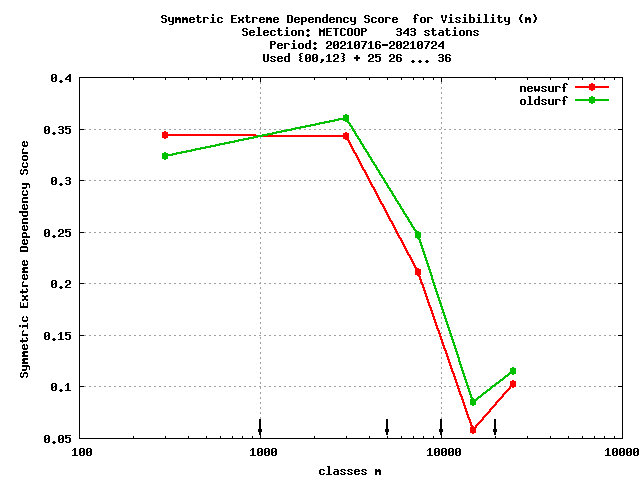 Symmetric Extreme Dependency Score  for Visibility (m)
Selection: METCOOP    343 stations
Period: 20210716-20210724
Used {00,12} + 25 26 ... 36
newsurf
oldsurf
Symmetric Extreme Dependency Score
0.4
0.35
0.3
0.25
0.2
0.15
0.1
0.05
100 1000 10000 10000
classes m